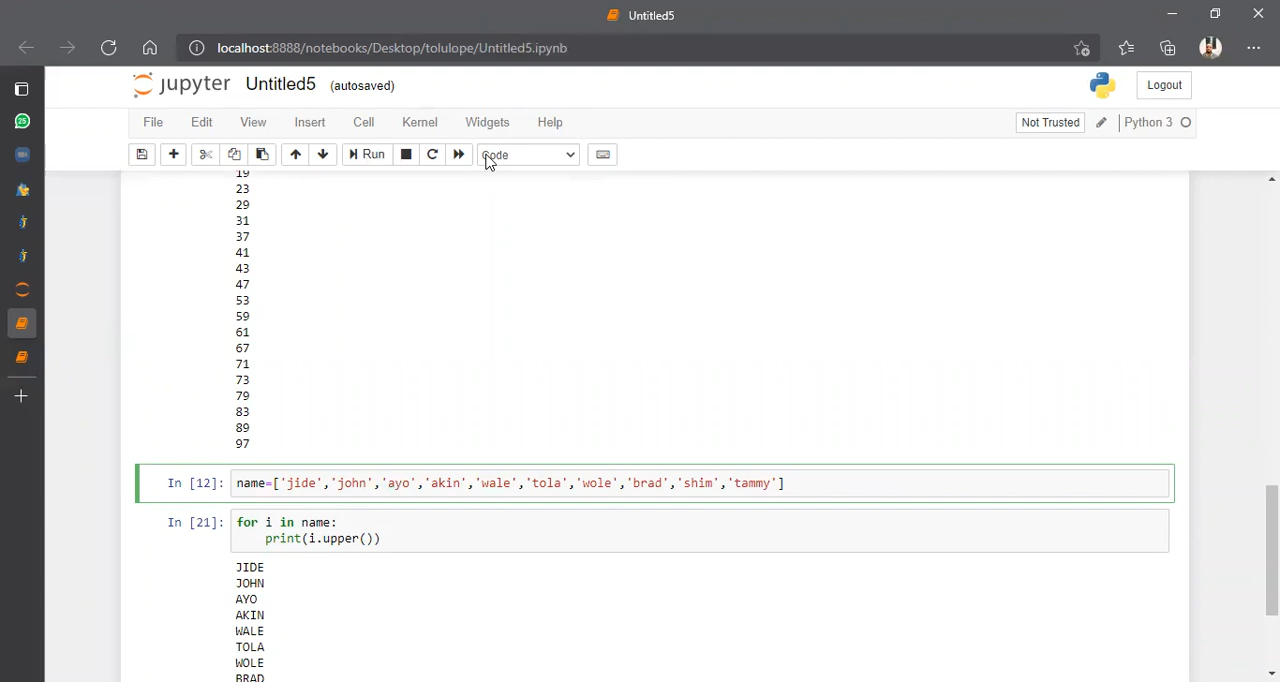 Untitled5
localhost:8888/notebooks/Desktop/tolulope/Untitled5.ipynb
25
jupyter Untitled5 (autosaved)
Logout
File Edit View Insert Cell Kernel Widgets Help
Not Trusted Python 3
Run Code
19
23
29
31
37
41
43
47
53
59
61
67
71
73
79
83
89
97
In [12]: name=['jide','john','ayo','akin','wale','tola','wole','brad','shim','tammy']
In [21]: for i in name:
print(i.upper())
JIDE
JOHN
AYO
AKIN
WALE
TOLA
WOLE
BRAD